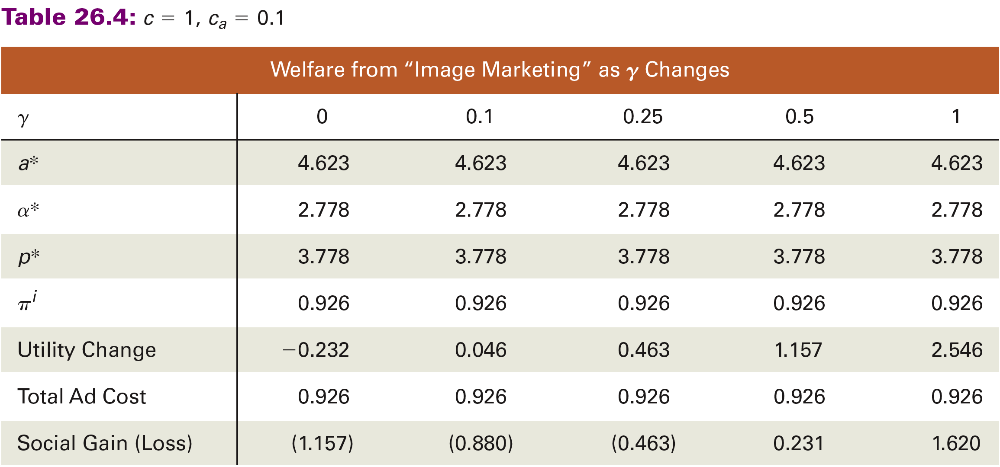 Table 26.4: c = 1, cₐ = 0.1
Welfare from “Image Marketing” as γ Changes
γ 0 0.1 0.25 0.5 1
a* 4.623 4.623 4.623 4.623 4.623
α* 2.778 2.778 2.778 2.778 2.778
p* 3.778 3.778 3.778 3.778 3.778
πⁱ 0.926 0.926 0.926 0.926 0.926
Utility Change −0.232 0.046 0.463 1.157 2.546
Total Ad Cost 0.926 0.926 0.926 0.926 0.926
Social Gain (Loss) (1.157) (0.880) (0.463) 0.231 1.620